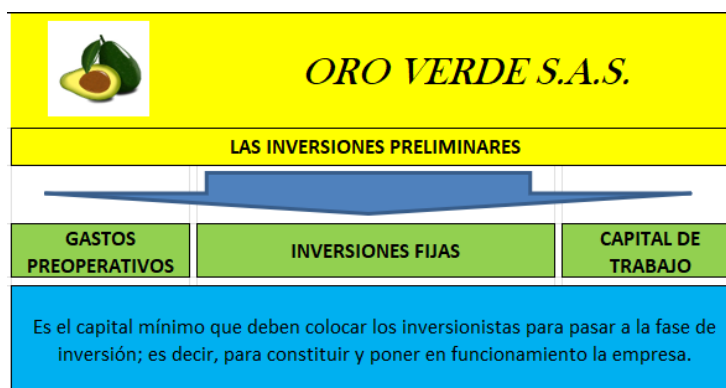 ORO VERDE S.A.S.
LAS INVERSIONES PRELIMINARES
GASTOS
PREOPERATIVOS
INVERSIONES FIJAS
CAPITAL DE
TRABAJO
Es el capital mínimo que deben colocar los inversionistas para pasar a la fase de
inversión; es decir, para constituir y poner en funcionamiento la empresa.